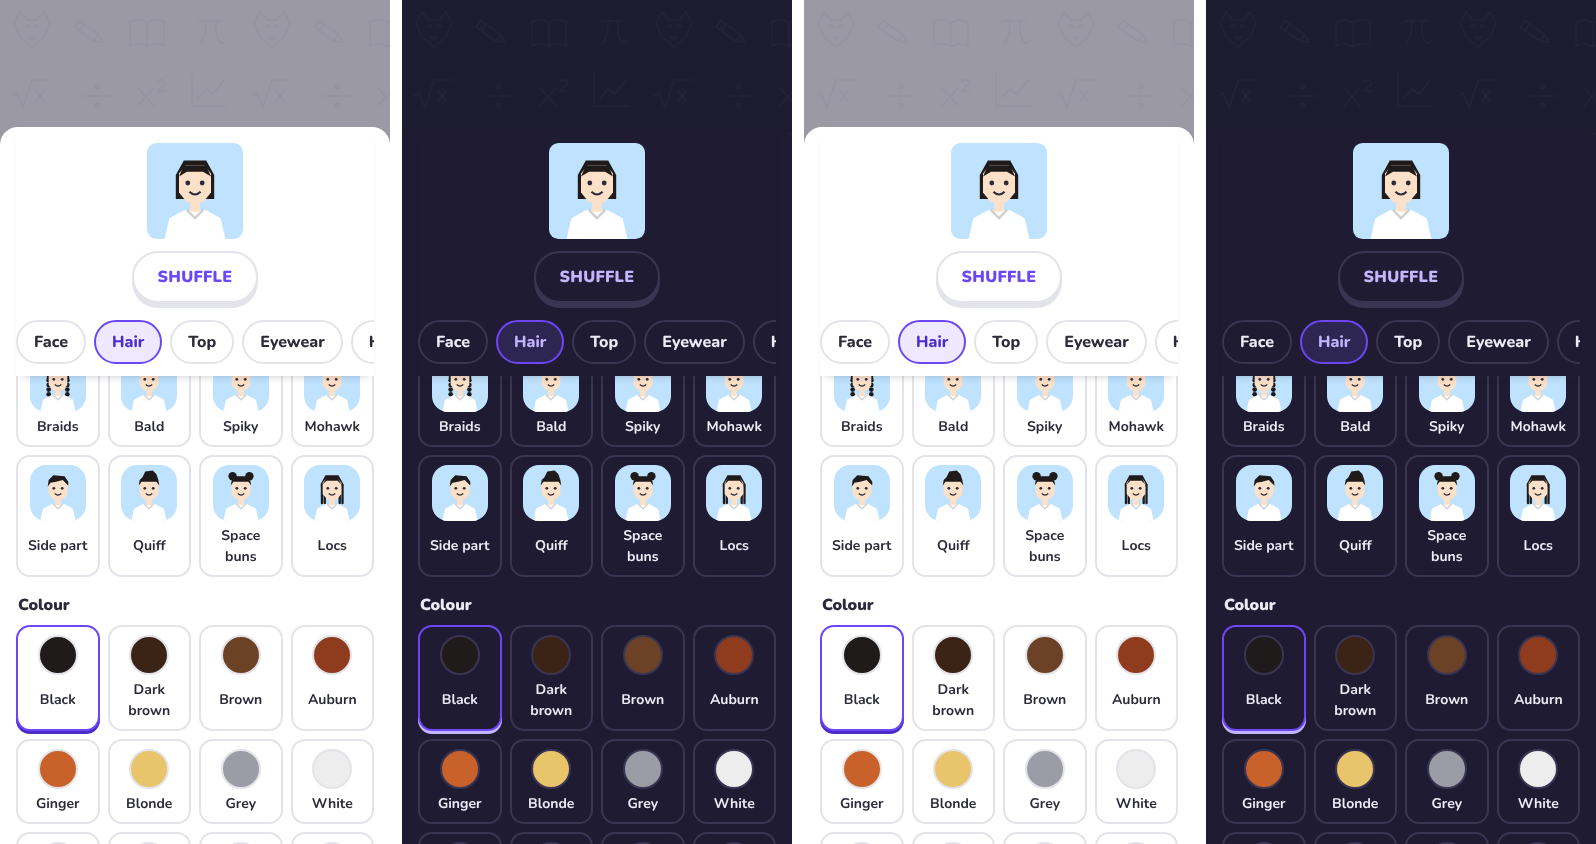 √x ÷ x² √x ÷ x
SHUFFLE
Face Hair Top Eyewear
Braids Bald Spiky Mohawk
Side part Quiff Space buns Locs
Colour
Black Dark brown Brown Auburn
Ginger Blonde Grey White
√x ÷ x² √x ÷
SHUFFLE
Face Hair Top Eyewear
Braids Bald Spiky Mohawk
Side part Quiff Space buns Locs
Colour
Black Dark brown Brown Auburn
Ginger Blonde Grey White
√x ÷ x² √x ÷
SHUFFLE
Face Hair Top Eyewear
Braids Bald Spiky Mohawk
Side part Quiff Space buns Locs
Colour
Black Dark brown Brown Auburn
Ginger Blonde Grey White
√x ÷ x² √x ÷
SHUFFLE
Face Hair Top Eyewear
Braids Bald Spiky Mohawk
Side part Quiff Space buns Locs
Colour
Black Dark brown Brown Auburn
Ginger Blonde Grey White